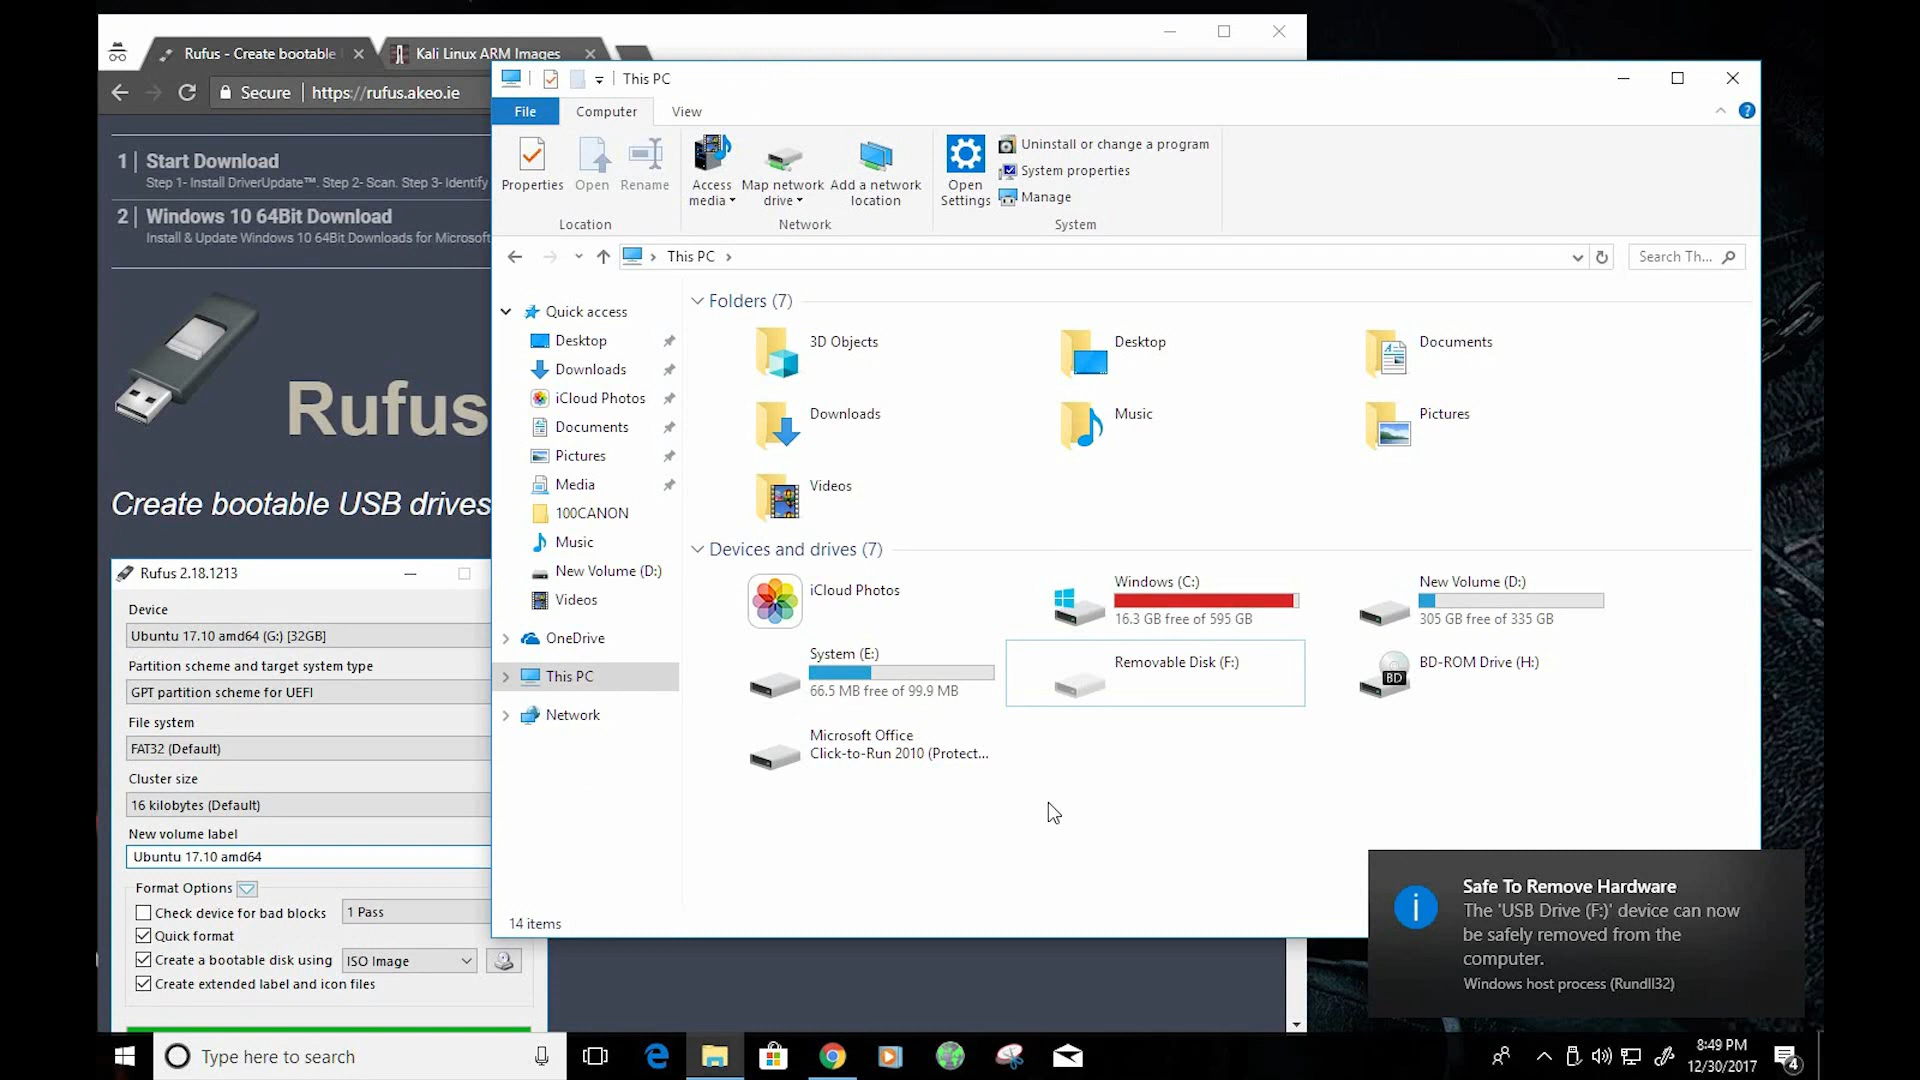 Rufus - Create bootable
Kali Linux ARM Images
Secure
https://rufus.akeo.ie
1
Start Download
Step 1- Install DriverUpdate™. Step 2- Scan. Step 3- Identify
2
Windows 10 64Bit Download
Install & Update Windows 10 64Bit Downloads for Microsoft
Rufus
Create bootable USB drives
This PC
File
Computer
View
Properties
Open
Rename
Location
Access media
Map network drive
Add a network location
Network
Open Settings
Uninstall or change a program
System properties
Manage
System
This PC
Search Th...
Quick access
Desktop
Downloads
iCloud Photos
Documents
Pictures
Media
100CANON
Music
New Volume (D:)
Videos
OneDrive
This PC
Network
Folders (7)
3D Objects
Desktop
Documents
Downloads
Music
Pictures
Videos
Devices and drives (7)
iCloud Photos
Windows (C:)
16.3 GB free of 595 GB
New Volume (D:)
305 GB free of 335 GB
System (E:)
66.5 MB free of 99.9 MB
Removable Disk (F:)
BD-ROM Drive (H:)
BD
Microsoft Office
Click-to-Run 2010 (Protect...
14 items
Rufus 2.18.1213
Device
Ubuntu 17.10 amd64 (G:) [32GB]
Partition scheme and target system type
GPT partition scheme for UEFI
File system
FAT32 (Default)
Cluster size
16 kilobytes (Default)
New volume label
Ubuntu 17.10 amd64
Format Options
Check device for bad blocks
1 Pass
Quick format
Create a bootable disk using
ISO Image
Create extended label and icon files
Safe To Remove Hardware
The 'USB Drive (F:)' device can now
be safely removed from the
computer.
Windows host process (Rundll32)
Type here to search
8:49 PM
12/30/2017
4